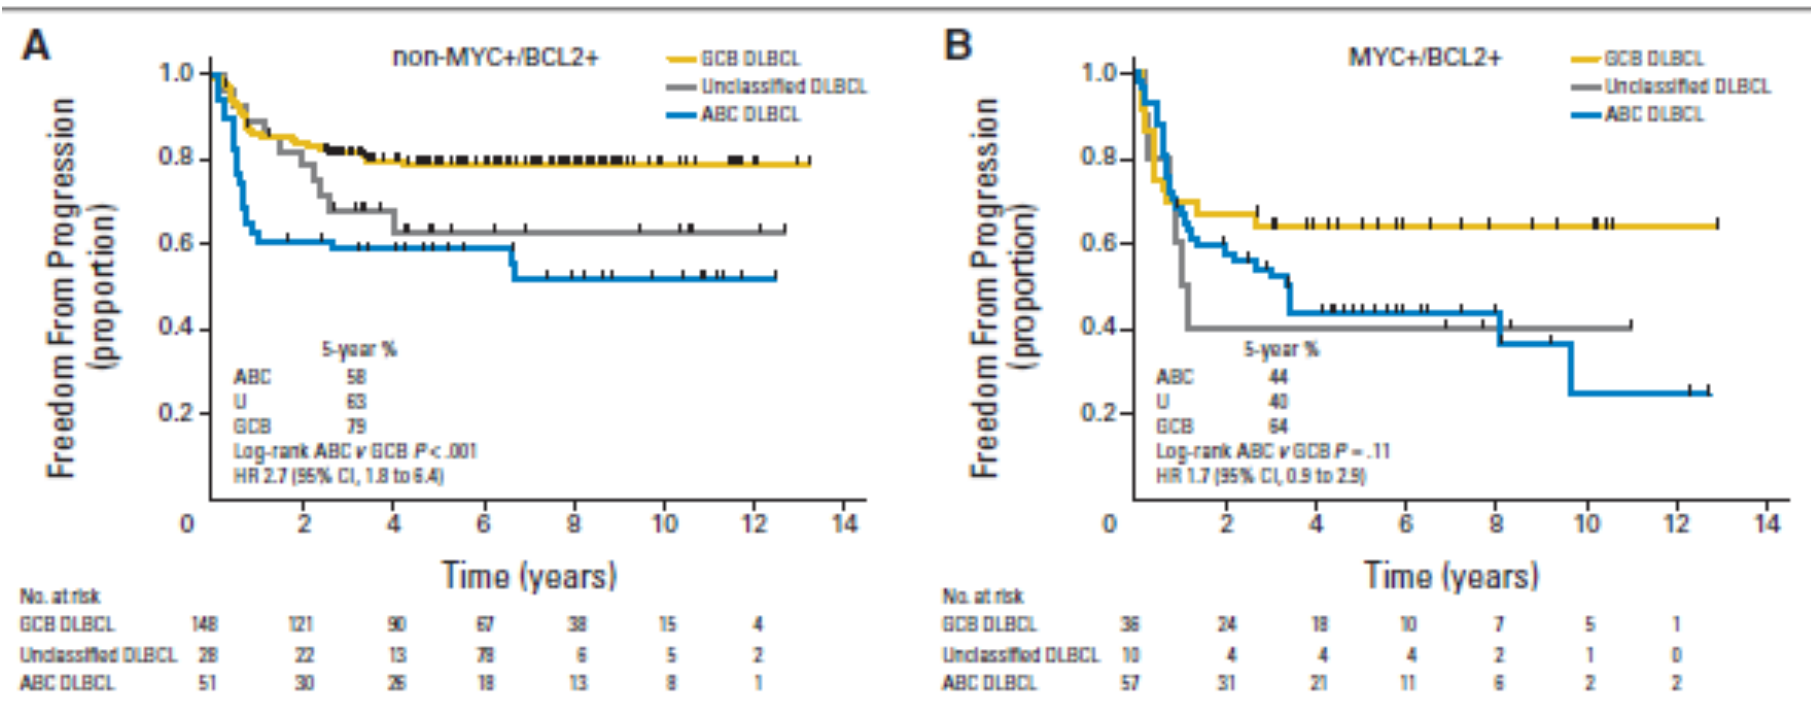 A
non-MYC+/BCL2+
GCB DLBCL
Unclassified DLBCL
ABC DLBCL
Freedom From Progression
(proportion)
1.0
0.8
0.6
0.4
0.2
5-year %
ABC 58
U 63
GCB 79
Log-rank ABC v GCB P < .001
HR 2.7 (95% CI, 1.8 to 6.4)
0 2 4 6 8 10 12 14
Time (years)
No. at risk
GCB DLBCL 148 121 90 67 38 15 4
Unclassified DLBCL 28 22 13 78 6 5 2
ABC DLBCL 51 30 26 18 13 8 1
B
MYC+/BCL2+
GCB DLBCL
Unclassified DLBCL
ABC DLBCL
Freedom From Progression
(proportion)
1.0
0.8
0.6
0.4
0.2
5-year %
ABC 44
U 40
GCB 64
Log-rank ABC v GCB P = .11
HR 1.7 (95% CI, 0.9 to 2.9)
0 2 4 6 8 10 12 14
Time (years)
No. at risk
GCB DLBCL 36 24 18 10 7 5 1
Unclassified DLBCL 10 4 4 4 2 1 0
ABC DLBCL 57 31 21 11 6 2 2